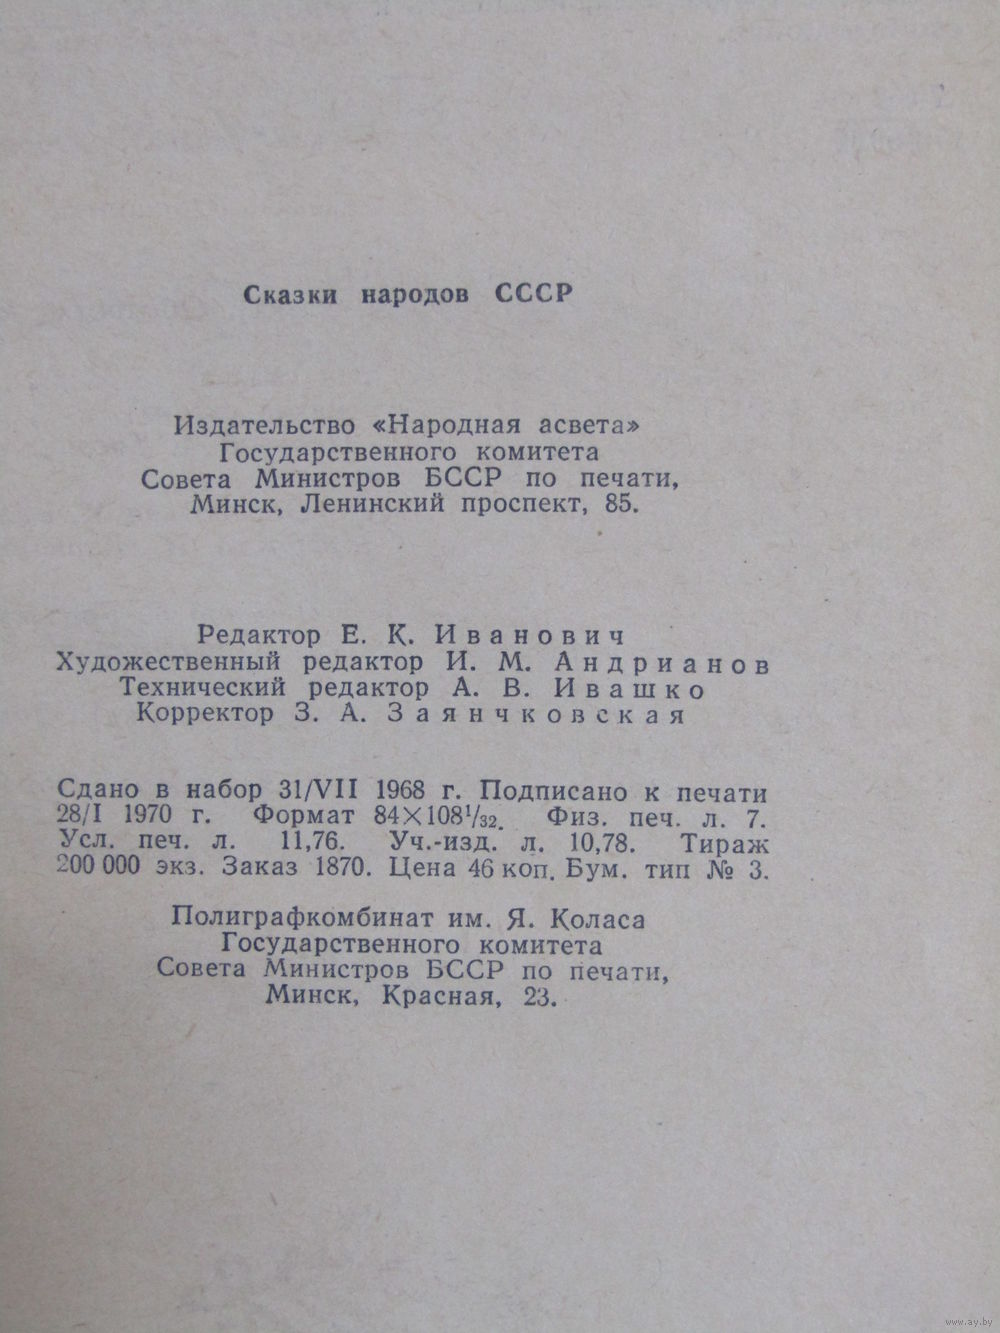 Сказки народов СССР
Издательство «Народная асвета»
Государственного комитета
Совета Министров БССР по печати,
Минск, Ленинский проспект, 85.
Редактор Е. К. Иванович
Художественный редактор И. М. Андрианов
Технический редактор А. В. Ивашко
Корректор З. А. Заянчковская
Сдано в набор 31/VII 1968 г. Подписано к печати
28/I 1970 г. Формат 84×108¹/₃₂. Физ. печ. л. 7.
Усл. печ. л. 11,76. Уч.-изд. л. 10,78. Тираж
200 000 экз. Заказ 1870. Цена 46 коп. Бум. тип № 3.
Полиграфкомбинат им. Я. Коласа
Государственного комитета
Совета Министров БССР по печати,
Минск, Красная, 23.
www.ay.by